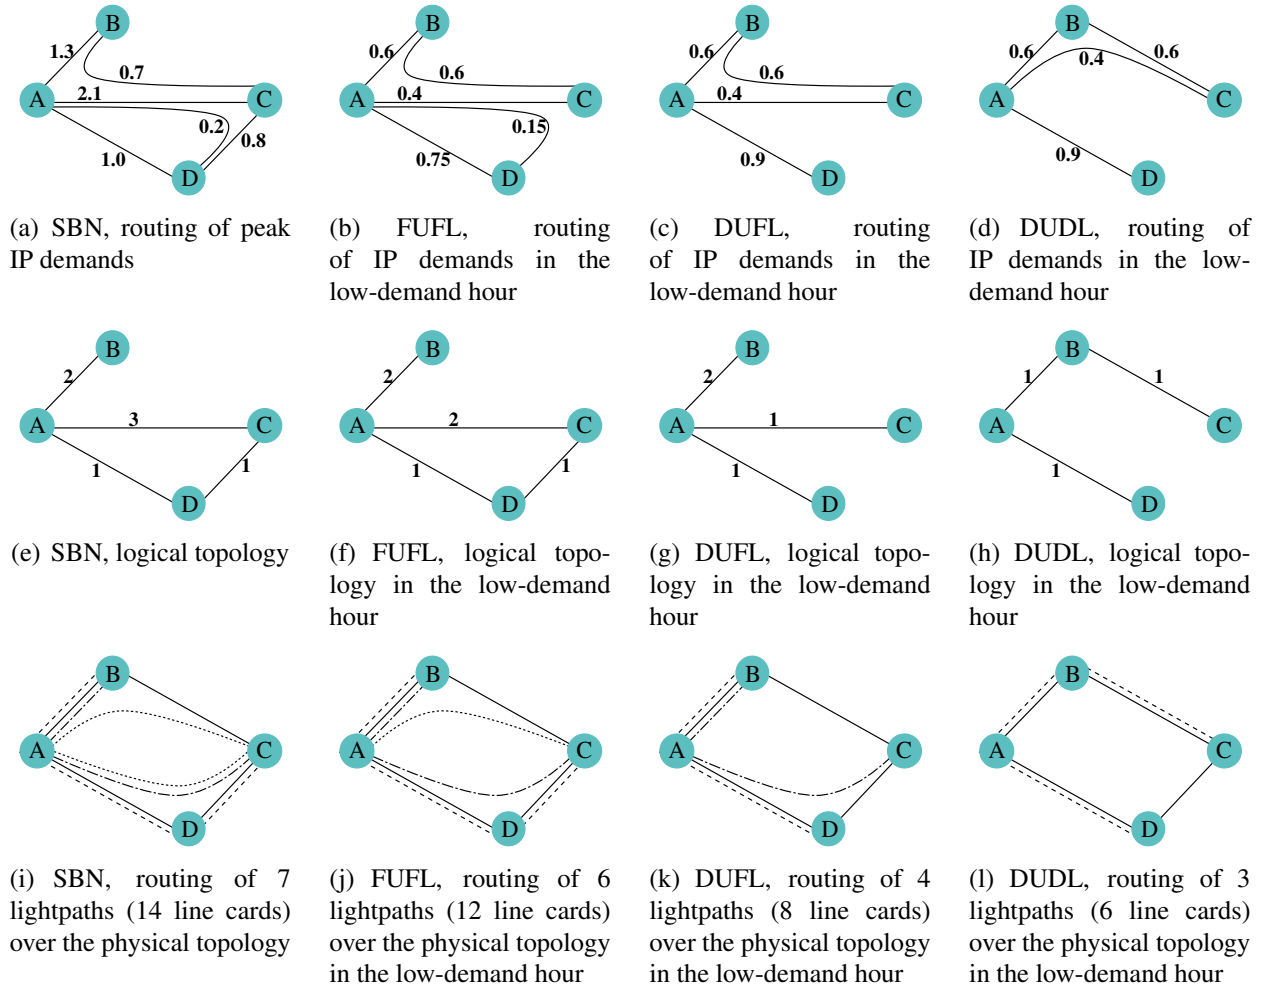 B
1.3
0.7
A
2.1
C
0.2
0.8
1.0
D
(a) SBN, routing of peak
IP demands
B
0.6
0.6
A
0.4
C
0.15
0.75
D
(b) FUFL, routing
of IP demands in the
low-demand hour
B
0.6
0.6
A
0.4
C
0.9
D
(c) DUFL, routing
of IP demands in the
low-demand hour
B
0.6
0.6
0.4
A
C
0.9
D
(d) DUDL, routing of
IP demands in the low-
demand hour
B
2
A
3
C
1
1
D
(e) SBN, logical topology
B
2
A
2
C
1
1
D
(f) FUFL, logical topo-
logy in the low-demand
hour
B
2
A
1
C
1
D
(g) DUFL, logical topo-
logy in the low-demand
hour
B
1
1
A
C
1
D
(h) DUDL, logical topo-
logy in the low-demand
hour
B
A
C
D
(i) SBN, routing of 7
lightpaths (14 line cards)
over the physical topology
B
A
C
D
(j) FUFL, routing of 6
lightpaths (12 line cards)
over the physical topology
in the low-demand hour
B
A
C
D
(k) DUFL, routing of 4
lightpaths (8 line cards)
over the physical topology
in the low-demand hour
B
A
C
D
(l) DUDL, routing of 3
lightpaths (6 line cards)
over the physical topology
in the low-demand hour